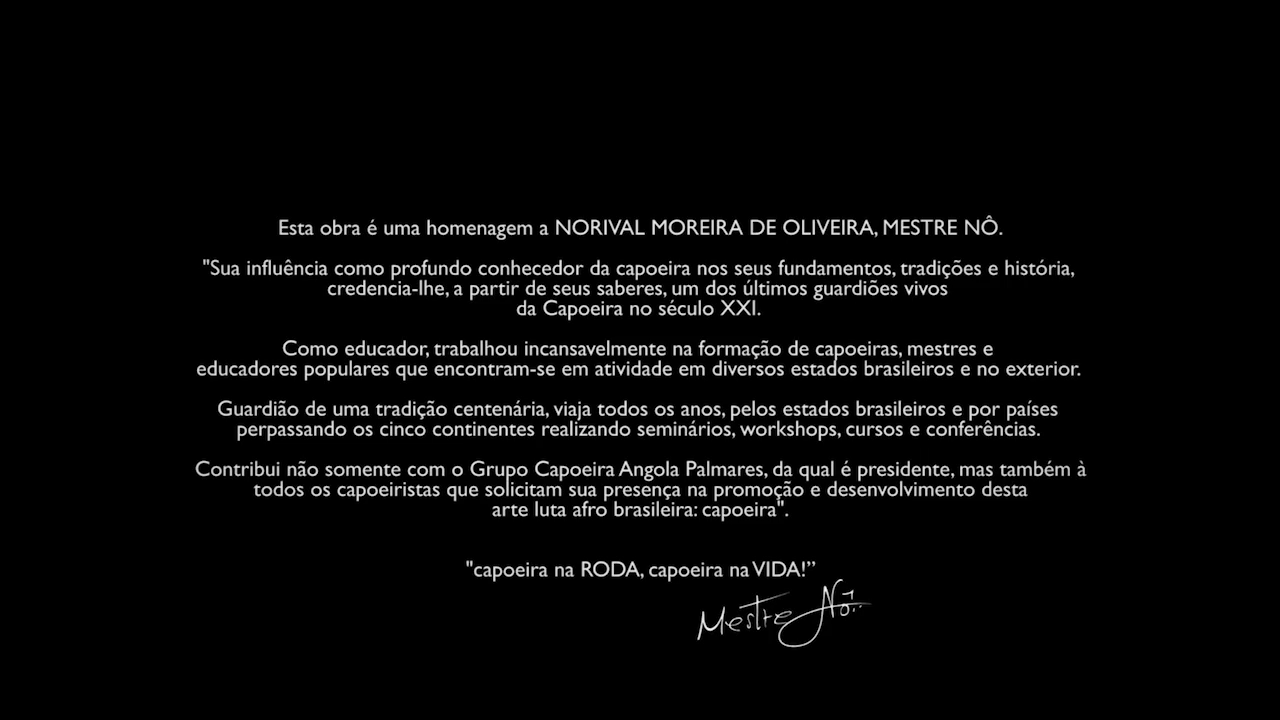 Esta obra é uma homenagem a NORIVAL MOREIRA DE OLIVEIRA, MESTRE NÔ.
"Sua influência como profundo conhecedor da capoeira nos seus fundamentos, tradições e história,
credencia-lhe, a partir de seus saberes, um dos últimos guardiões vivos
da Capoeira no século XXI.
Como educador, trabalhou incansavelmente na formação de capoeiras, mestres e
educadores populares que encontram-se em atividade em diversos estados brasileiros e no exterior.
Guardião de uma tradição centenária, viaja todos os anos, pelos estados brasileiros e por países
perpassando os cinco continentes realizando seminários, workshops, cursos e conferências.
Contribui não somente com o Grupo Capoeira Angola Palmares, da qual é presidente, mas também à
todos os capoeiristas que solicitam sua presença na promoção e desenvolvimento desta
arte luta afro brasileira: capoeira".
"capoeira na RODA, capoeira na VIDA!”
Mestre Nô